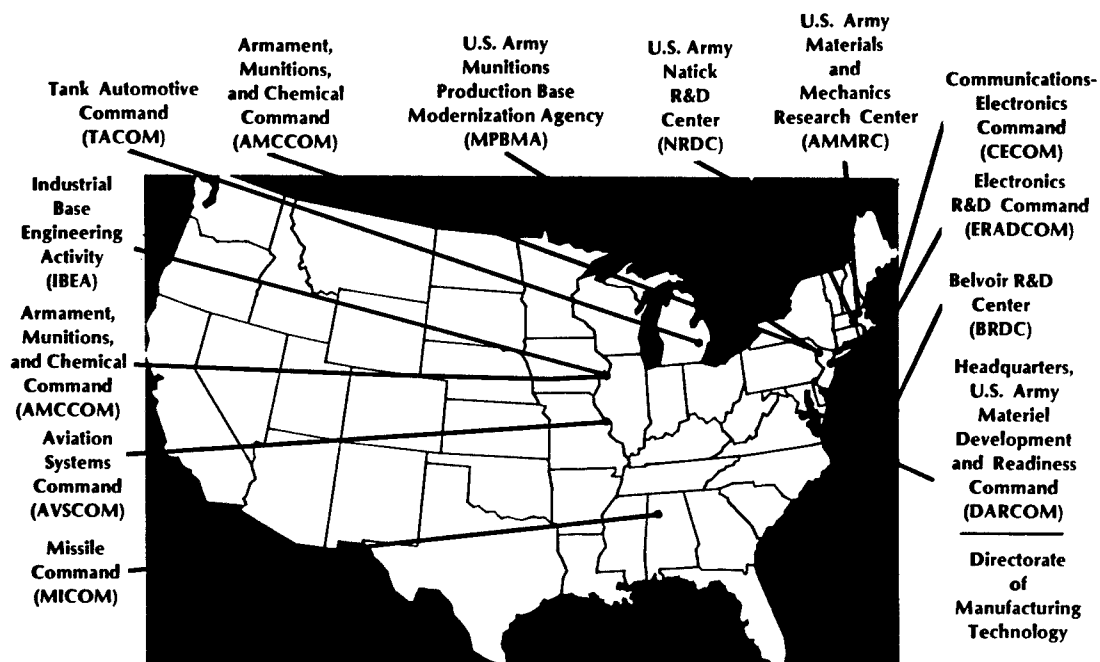 Tank Automotive
Command
(TACOM)
Armament,
Munitions,
and Chemical
Command
(AMCCOM)
U.S. Army
Munitions
Production Base
Modernization Agency
(MPBMA)
U.S. Army
Natick
R&D
Center
(NRDC)
U.S. Army
Materials
and
Mechanics
Research Center
(AMMRC)
Communications-
Electronics
Command
(CECOM)
Electronics
R&D Command
(ERADCOM)
Belvoir R&D
Center
(BRDC)
Headquarters,
U.S. Army
Materiel
Development
and Readiness
Command
(DARCOM)
Directorate
of
Manufacturing
Technology
Industrial
Base
Engineering
Activity
(IBEA)
Armament,
Munitions,
and Chemical
Command
(AMCCOM)
Aviation
Systems
Command
(AVSCOM)
Missile
Command
(MICOM)